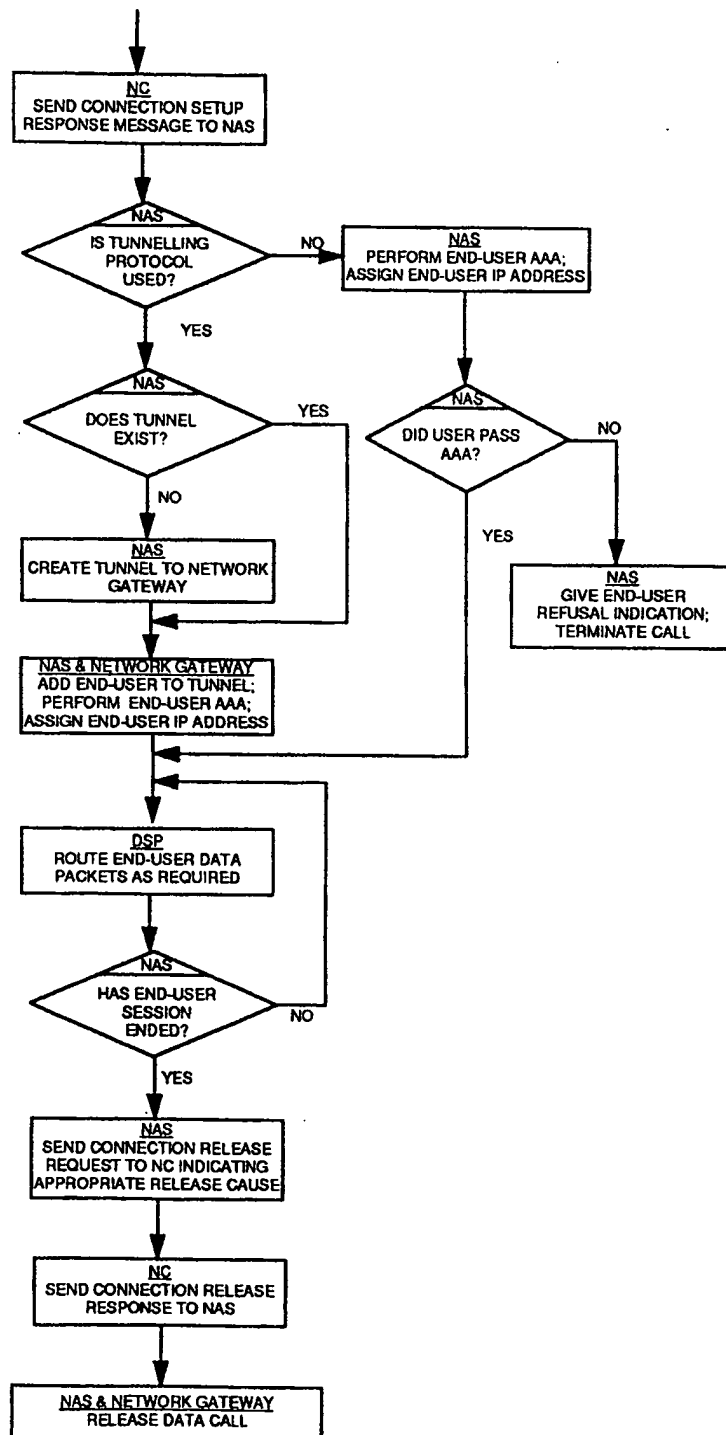 NC
SEND CONNECTION SETUP
RESPONSE MESSAGE TO NAS
NAS
IS TUNNELLING
PROTOCOL
USED?
NO
NAS
PERFORM END-USER AAA;
ASSIGN END-USER IP ADDRESS
YES
NAS
DOES TUNNEL
EXIST?
YES
NAS
DID USER PASS
AAA?
NO
NO
YES
NAS
CREATE TUNNEL TO NETWORK
GATEWAY
NAS
GIVE END-USER
REFUSAL INDICATION;
TERMINATE CALL
NAS & NETWORK GATEWAY
ADD END-USER TO TUNNEL;
PERFORM END-USER AAA;
ASSIGN END-USER IP ADDRESS
DSP
ROUTE END-USER DATA
PACKETS AS REQUIRED
NAS
HAS END-USER
SESSION
ENDED?
NO
YES
NAS
SEND CONNECTION RELEASE
REQUEST TO NC INDICATING
APPROPRIATE RELEASE CAUSE
NC
SEND CONNECTION RELEASE
RESPONSE TO NAS
NAS & NETWORK GATEWAY
RELEASE DATA CALL